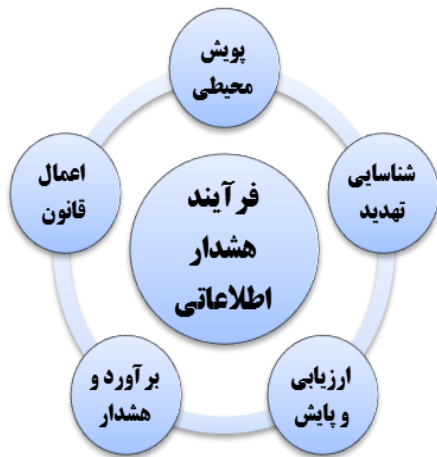 پویش
محیطی
شناسایی
تهدید
ارزیابی
و پایش
برآورد و
هشدار
اعمال
قانون
فرآیند
هشدار
اطلاعاتی